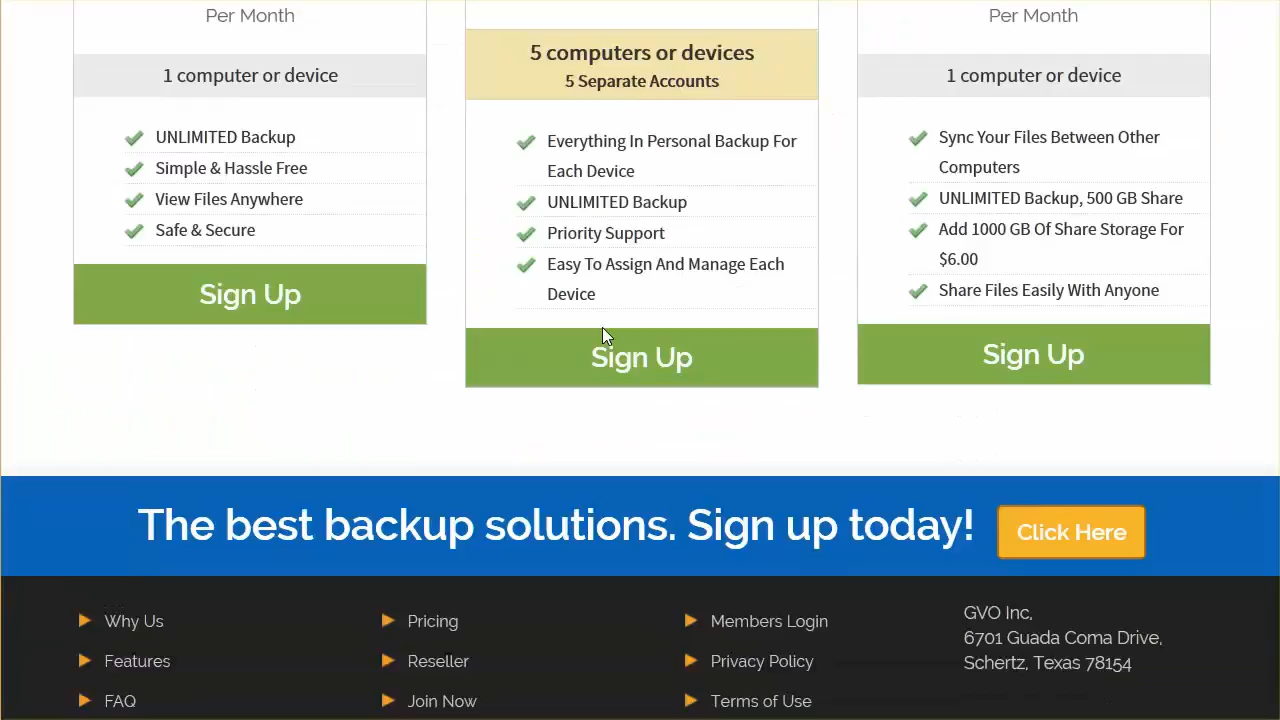 Per Month
1 computer or device
UNLIMITED Backup
Simple & Hassle Free
View Files Anywhere
Safe & Secure
Sign Up
5 computers or devices
5 Separate Accounts
Everything In Personal Backup For
Each Device
UNLIMITED Backup
Priority Support
Easy To Assign And Manage Each
Device
Sign Up
Per Month
1 computer or device
Sync Your Files Between Other
Computers
UNLIMITED Backup, 500 GB Share
Add 1000 GB Of Share Storage For
$6.00
Share Files Easily With Anyone
Sign Up
The best backup solutions. Sign up today!
Click Here
Why Us
Features
FAQ
Pricing
Reseller
Join Now
Members Login
Privacy Policy
Terms of Use
GVO Inc,
6701 Guada Coma Drive,
Schertz, Texas 78154